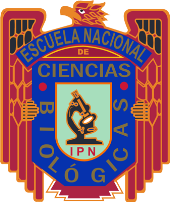 ESCUELA NACIONAL
DE
CIENCIAS
BIOLÓGICAS
IPN